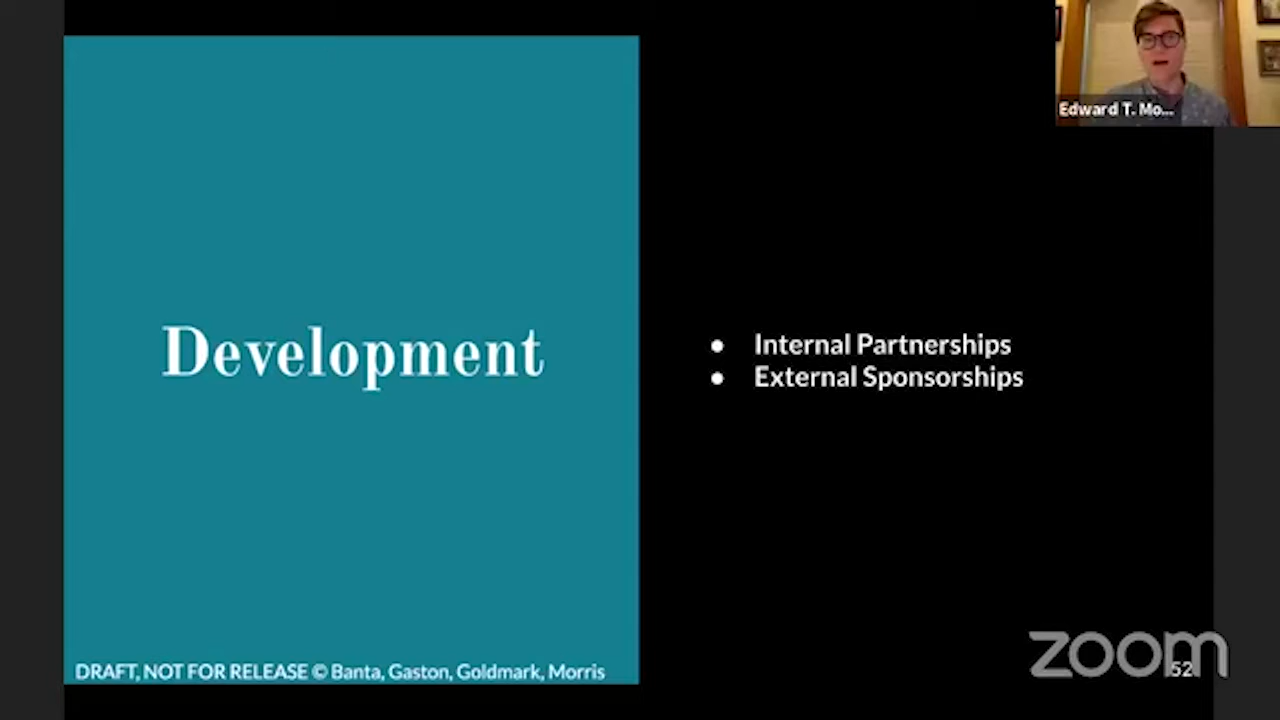 Edward T. Mo...
Development
● Internal Partnerships
● External Sponsorships
DRAFT, NOT FOR RELEASE © Banta, Gaston, Goldmark, Morris
zoom
52